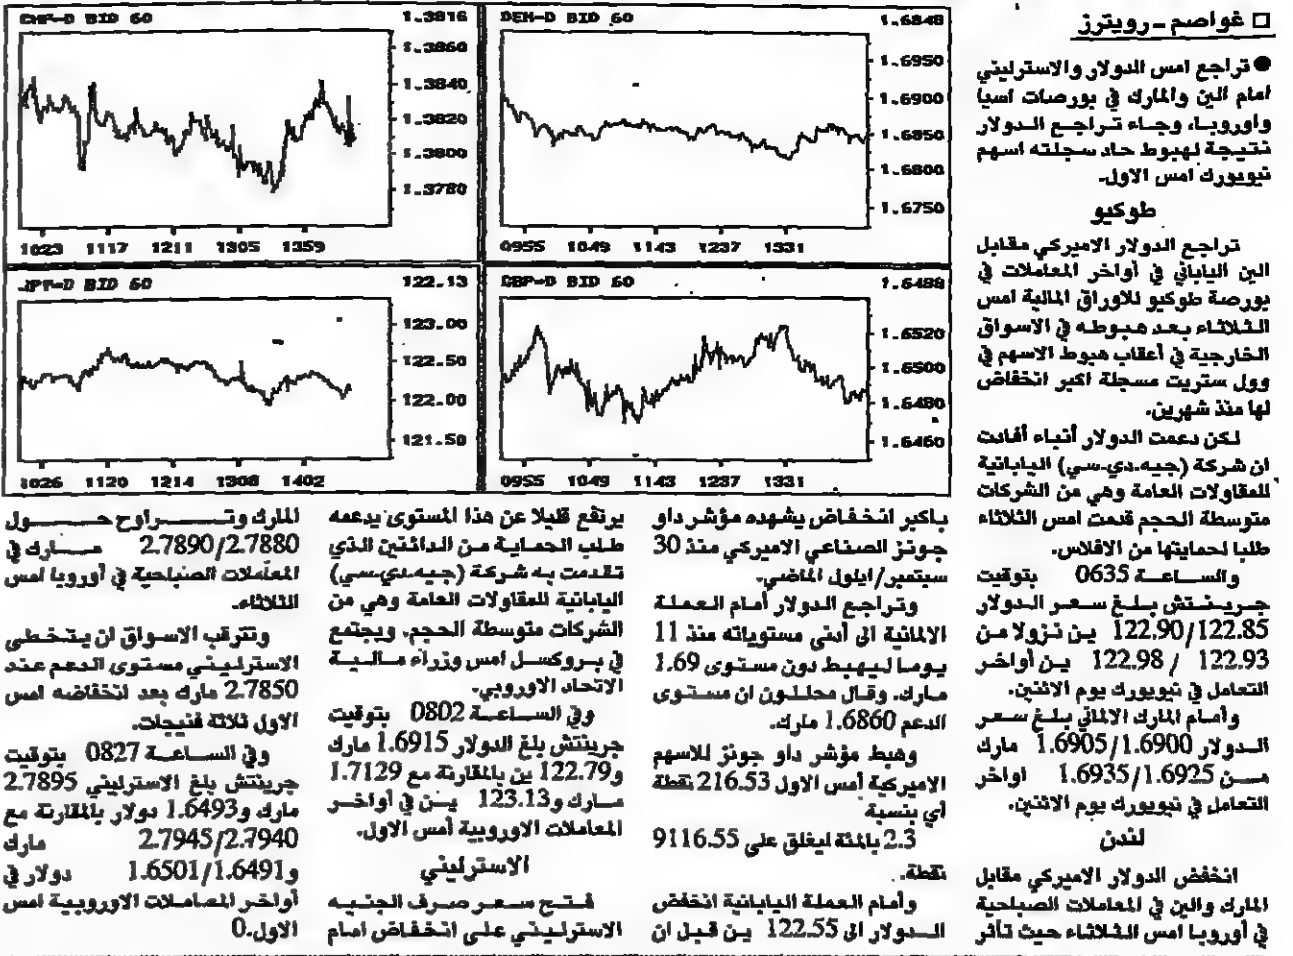 CHF-D BID 60
1.3816
1.3860
1.3840
1.3820
1.3800
1.3780
1023 1117 1211 1305 1359
DEM-D BID 60
1.6848
1.6950
1.6900
1.6850
1.6800
1.6750
0955 1049 1143 1237 1331
JPY-D BID 60
122.13
123.00
122.50
122.00
121.50
1026 1120 1214 1308 1402
GBP-D BID 60
1.6488
1.6520
1.6500
1.6480
1.6460
0955 1049 1143 1237 1331
□ عواصم - رويترز
● تراجع امس الدولار والاسترليني
امام الين والمارك في بورصات اسيا
واوروبا، وجاء تراجع الدولار
نتيجة لهبوط حاد سجلته اسهم
نيويورك امس الاول.
طوكيو
تراجع الدولار الاميركي مقابل
الين الياباني في أواخر المعاملات في
بورصة طوكيو للاوراق المالية امس
الثلاثاء بعد هبوطه في الاسواق
الخارجية في أعقاب هبوط الاسهم في
وول ستريت مسجلة اكبر انخفاض
لها منذ شهرين.
لكن دعمت الدولار أنباء أفادت
ان شركة (جيه.دي.سي) اليابانية
للمقاولات العامة وهي من الشركات
متوسطة الحجم قدمت امس الثلاثاء
طلبا لحمايتها من الافلاس.
والساعة 0635 بتوقيت
جرينتش بلغ سعر الدولار
122.90/122.85 ين نزولا من
122.98 / 122.93 ين أواخر
التعامل في نيويورك يوم الاثنين.
وأمام المارك الالماني بلغ سعر
الدولار 1.6905/1.6900 مارك
من 1.6935/1.6925 اواخر
التعامل في نيويورك يوم الاثنين.
لندن
انخفض الدولار الاميركي مقابل
المارك والين في المعاملات الصباحية
في أوروبا امس الثلاثاء حيث تأثر
باكبر انخفاض يشهده مؤشر داو
جونز الصناعي الاميركي منذ 30
سبتمبر/ايلول الماضي.
وتراجع الدولار أمام العملة
الالمانية الى أدنى مستوياته منذ 11
يوما ليهبط دون مستوى 1.69
مارك. وقال محللون ان مستوى
الدعم 1.6860 مارك.
وهبط مؤشر داو جونز للاسهم
الاميركية أمس الاول 216.53 نقطة
أي بنسبة
2.3 بالمئة ليغلق على 9116.55
نقطة.
وأمام العملة اليابانية انخفض
الدولار الى 122.55 ين قبل ان
يرتفع قليلا عن هذا المستوى يدعمه
طلب الحماية من الدائنين الذي
تقدمت به شركة (جيه.دي.سي)
اليابانية للمقاولات العامة وهي من
الشركات متوسطة الحجم. ويجتمع
في بروكسل امس وزراء مالية
الاتحاد الاوروبي.
وفي الساعة 0802 بتوقيت
جرينتش بلغ الدولار 1.6915 مارك
و122.79 ين بالمقارنة مع 1.7129
مارك و123.13 ين في أواخر
المعاملات الاوروبية أمس الاول.
الاسترليني
فتح سعر صرف الجنيه
الاسترليني على انخفاض امام
المارك وتراوح حول
2.7890/2.7880 مارك في
المعاملات الصباحية في أوروبا امس
الثلاثاء.
وتترقب الاسواق ان يتخطى
الاسترليني مستوى الدعم عند
2.7850 مارك بعد انخفاضه امس
الاول ثلاثة فنيجات.
وفي الساعة 0827 بتوقيت
جرينتش بلغ الاسترليني 2.7895
مارك و1.6493 دولار بالمقارنة مع
2.7945/2.7940 مارك
و1.6501/1.6491 دولار في
أواخر المعاملات الاوروبية امس
الاول.0